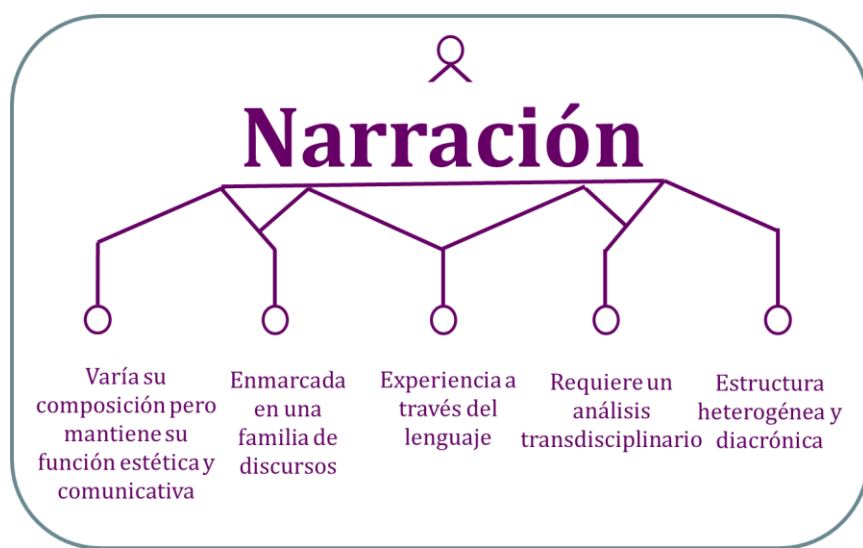 Narración
Varía su
composición pero
mantiene su
función estética y
comunicativa
Enmarcada
en una
familia de
discursos
Experiencia a
través del
lenguaje
Requiere un
análisis
transdisciplinario
Estructura
heterogénea y
diacrónica